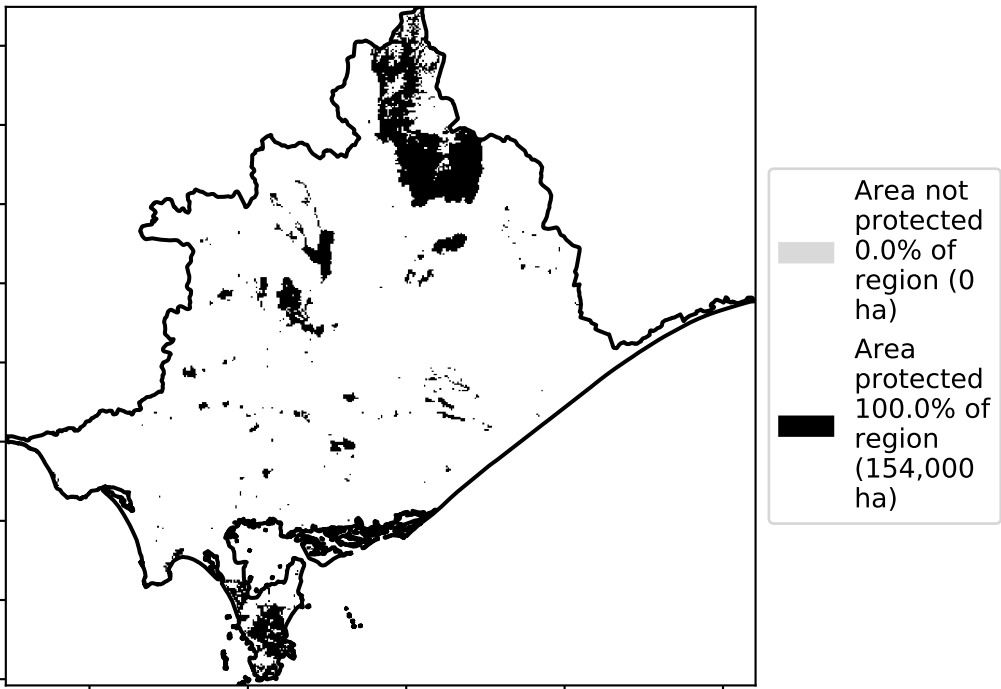 Area not
protected
0.0% of
region (0
ha)
Area
protected
100.0% of
region
(154,000
ha)